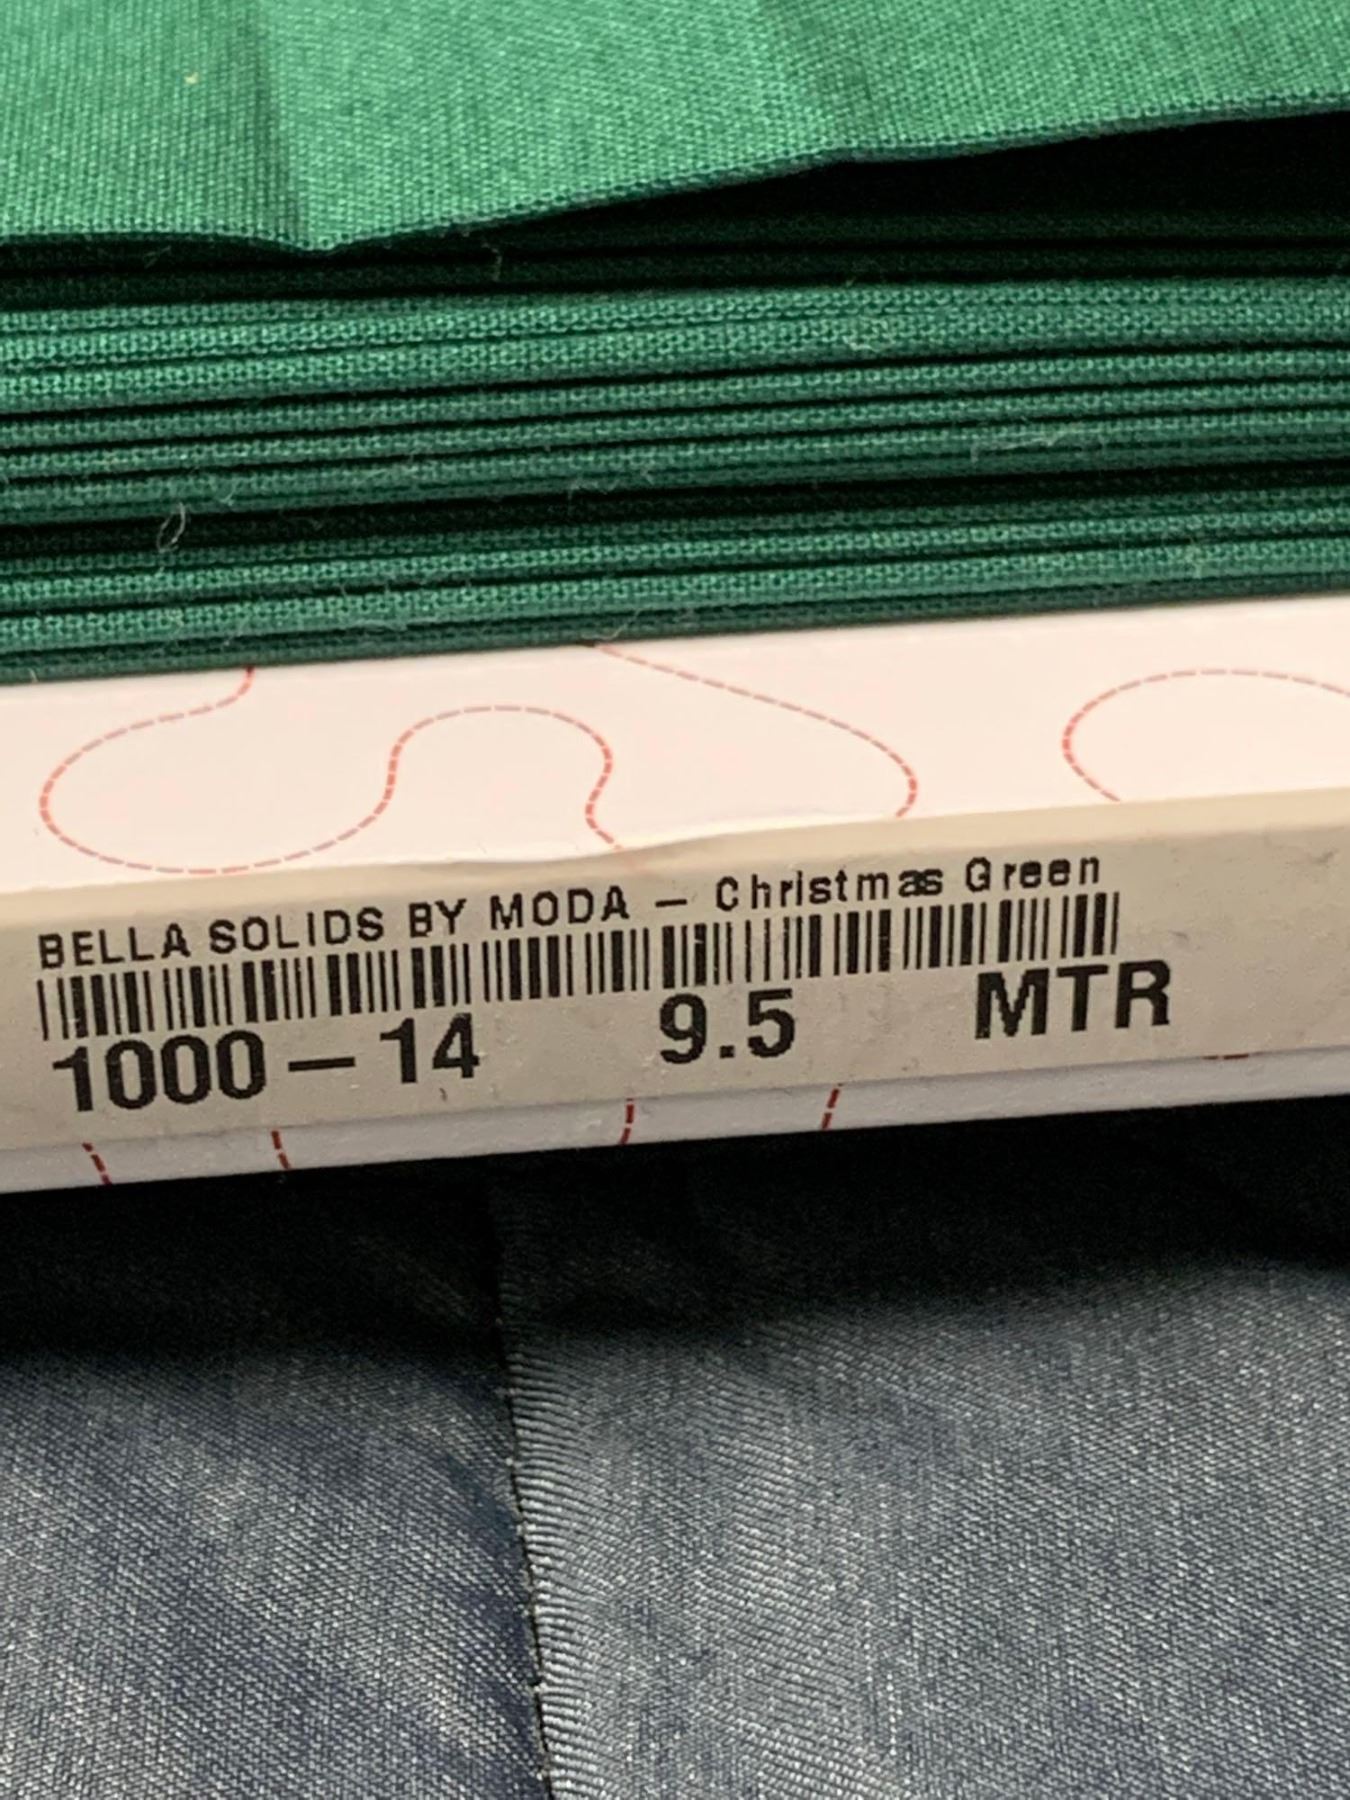 BELLA SOLIDS BY MODA – Christmas Green
1000 – 14 9.5 MTR